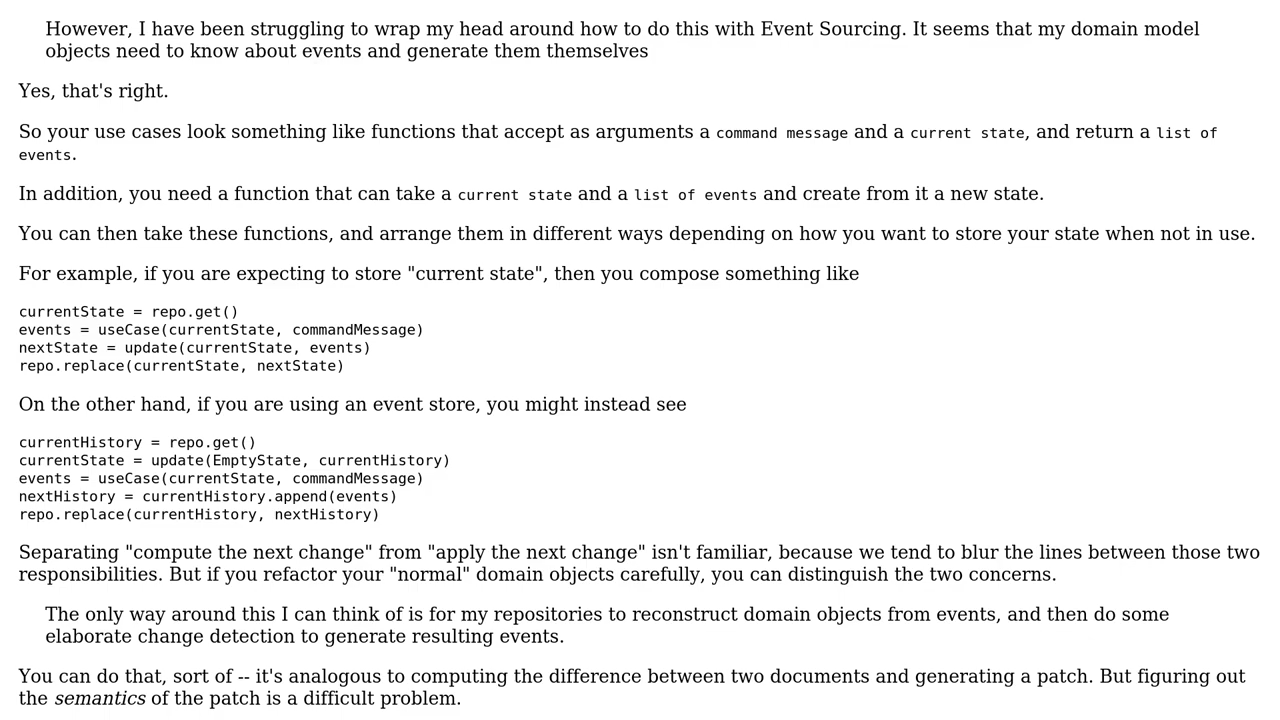 However, I have been struggling to wrap my head around how to do this with Event Sourcing. It seems that my domain model
objects need to know about events and generate them themselves
Yes, that's right.
So your use cases look something like functions that accept as arguments a command message and a current state, and return a list of
events.
In addition, you need a function that can take a current state and a list of events and create from it a new state.
You can then take these functions, and arrange them in different ways depending on how you want to store your state when not in use.
For example, if you are expecting to store "current state", then you compose something like
currentState = repo.get()
events = useCase(currentState, commandMessage)
nextState = update(currentState, events)
repo.replace(currentState, nextState)
On the other hand, if you are using an event store, you might instead see
currentHistory = repo.get()
currentState = update(EmptyState, currentHistory)
events = useCase(currentState, commandMessage)
nextHistory = currentHistory.append(events)
repo.replace(currentHistory, nextHistory)
Separating "compute the next change" from "apply the next change" isn't familiar, because we tend to blur the lines between those two
responsibilities. But if you refactor your "normal" domain objects carefully, you can distinguish the two concerns.
The only way around this I can think of is for my repositories to reconstruct domain objects from events, and then do some
elaborate change detection to generate resulting events.
You can do that, sort of -- it's analogous to computing the difference between two documents and generating a patch. But figuring out
the semantics of the patch is a difficult problem.